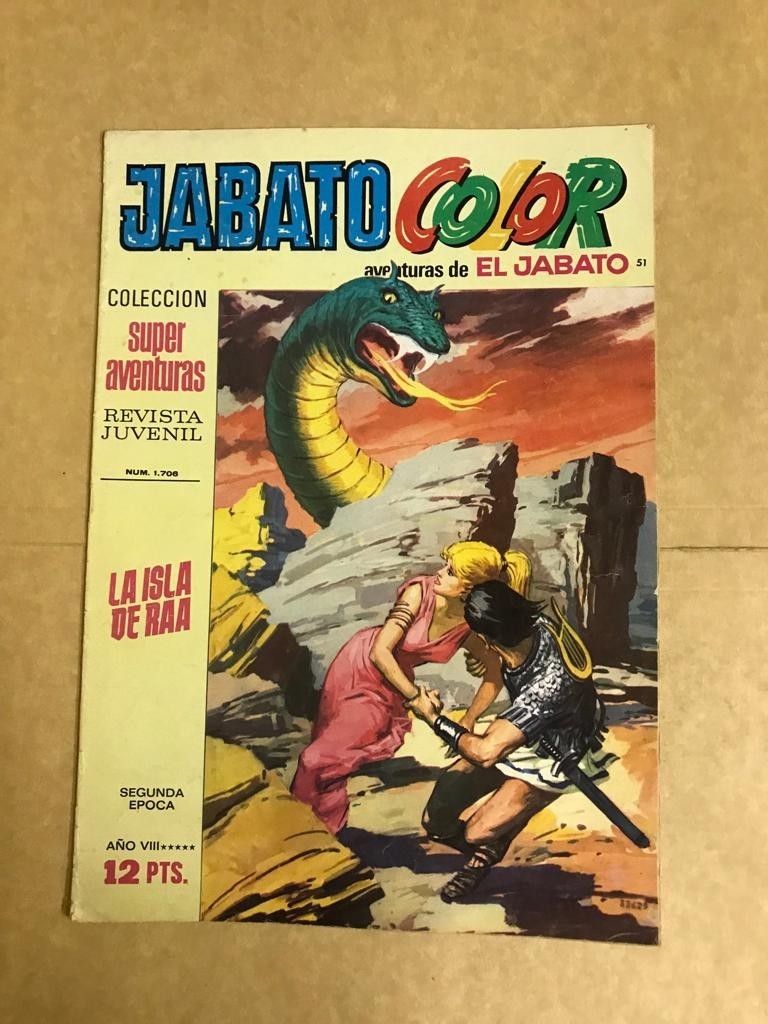 JABATO COLOR
aventuras de EL JABATO 51
COLECCION
super
aventuras
REVISTA
JUVENIL
NUM. 1.706
LA ISLA
DE RAA
SEGUNDA
EPOCA
AÑO VIII★★★★★
12 PTS.